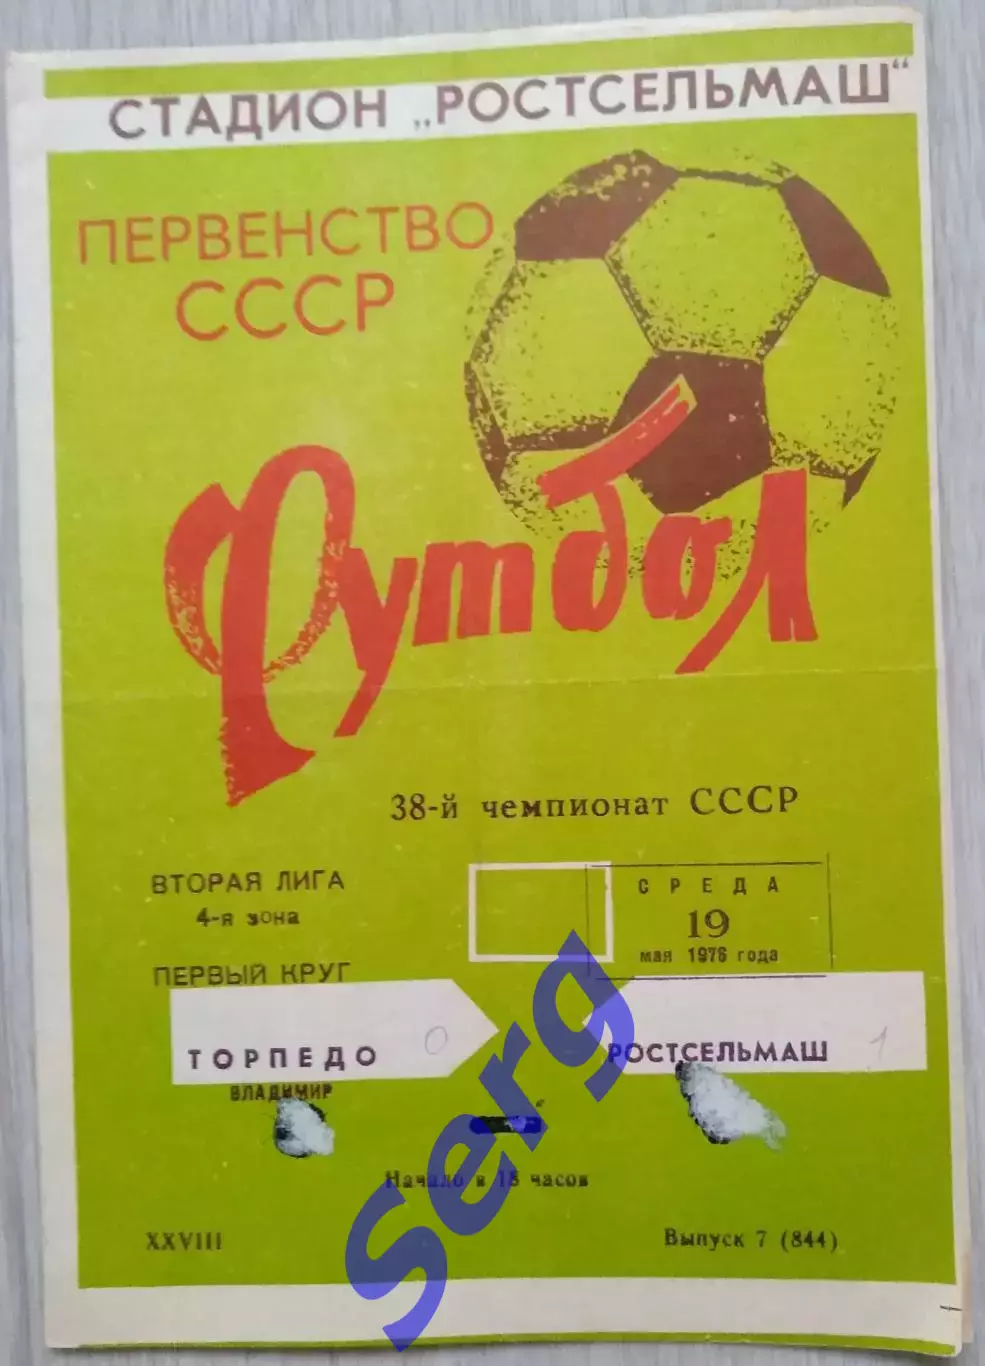 СТАДИОН „РОСТСЕЛЬМАШ“
ПЕРВЕНСТВО
СССР
Футбол
38-й чемпионат СССР
ВТОРАЯ ЛИГА
4-я зона
ПЕРВЫЙ КРУГ
СРЕДА
19
мая 1976 года
ТОРПЕДО 0
ВЛАДИМИР
РОСТСЕЛЬМАШ 1
Начало в 18 часов
XXVIII
Выпуск 7 (844)
Serg